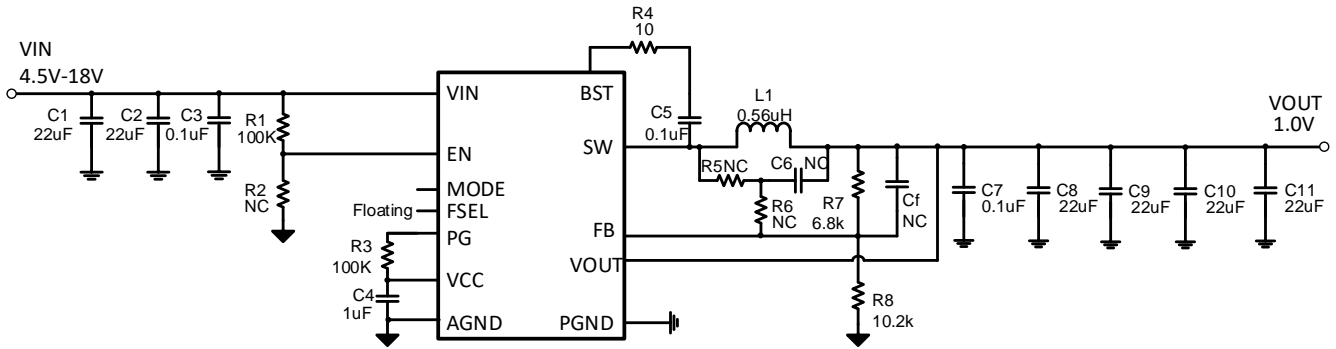 R4
10
VIN
4.5V-18V
C1
22uF
C2
22uF
C3
0.1uF
R1
100K
R2
NC
Floating
R3
100K
C4
1uF
VIN
EN
MODE
FSEL
PG
VCC
AGND
BST
SW
FB
VOUT
PGND
C5
0.1uF
L1
0.56uH
R5NC
C6 NC
R6
NC
R7
6.8k
Cf
NC
R8
10.2k
VOUT
1.0V
C7
0.1uF
C8
22uF
C9
22uF
C10
22uF
C11
22uF